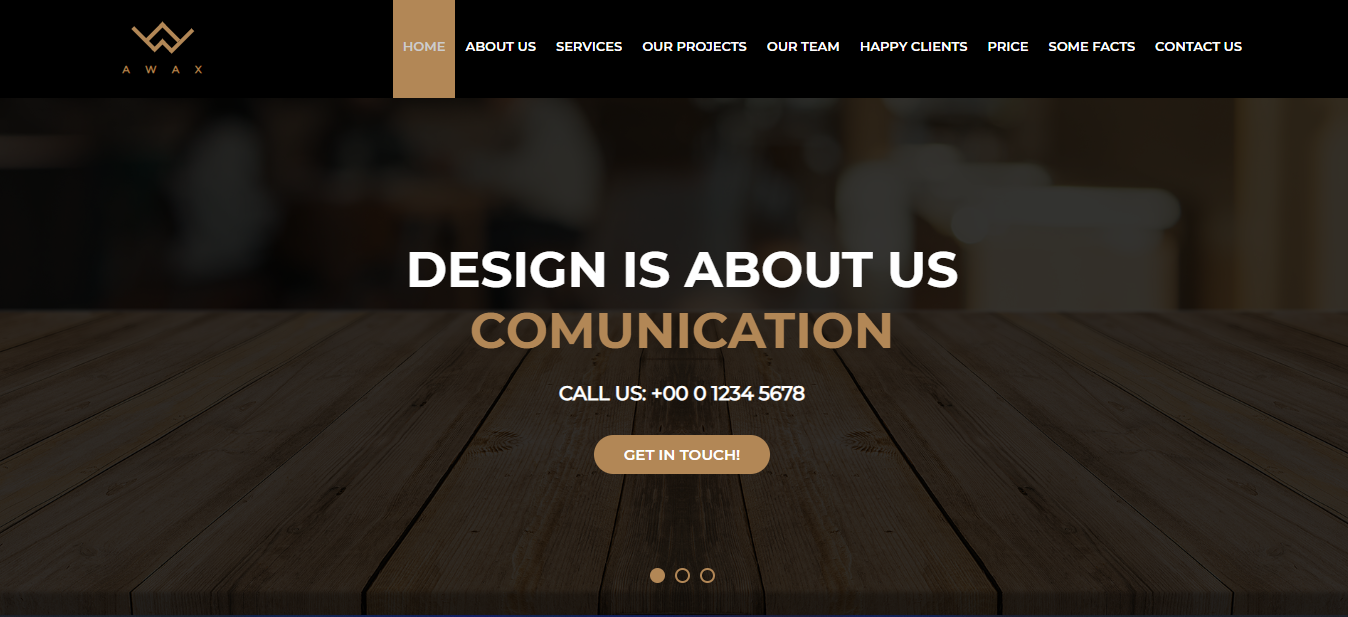 AWAX
HOME ABOUT US SERVICES OUR PROJECTS OUR TEAM HAPPY CLIENTS PRICE SOME FACTS CONTACT US
DESIGN IS ABOUT US
COMUNICATION
CALL US: +00 0 1234 5678
GET IN TOUCH!